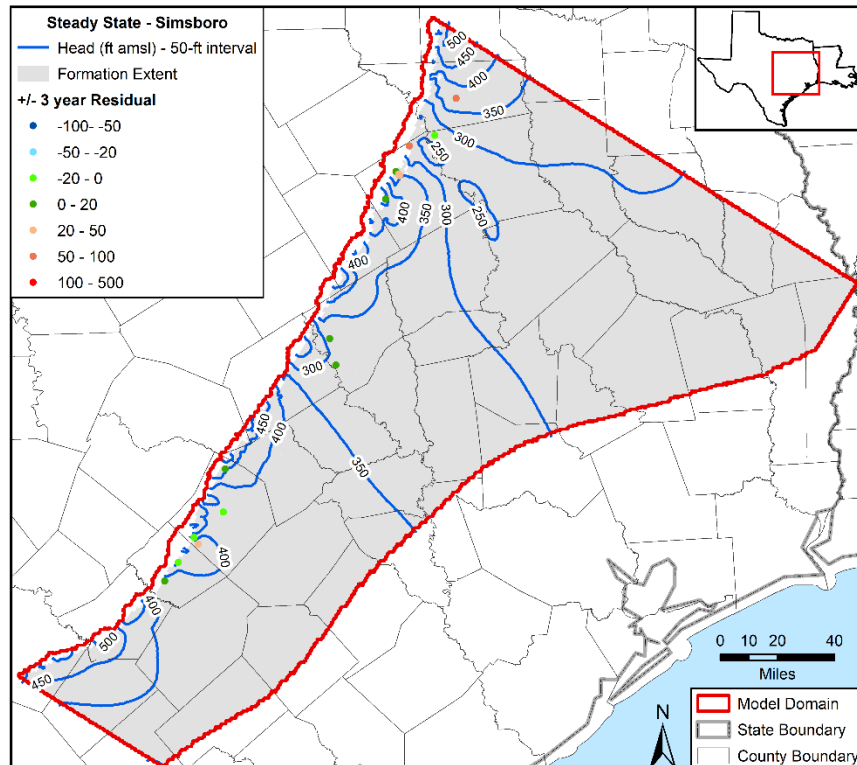 Steady State - Simsboro
Head (ft amsl) - 50-ft interval
Formation Extent
+/- 3 year Residual
-100- -50
-50 - -20
-20 - 0
0 - 20
20 - 50
50 - 100
100 - 500
500
450
400
350
300
250
350
300
400
250
400
300
450
400
350
400
400
500
450
0 10 20 40
Miles
N
Model Domain
State Boundary
County Boundary